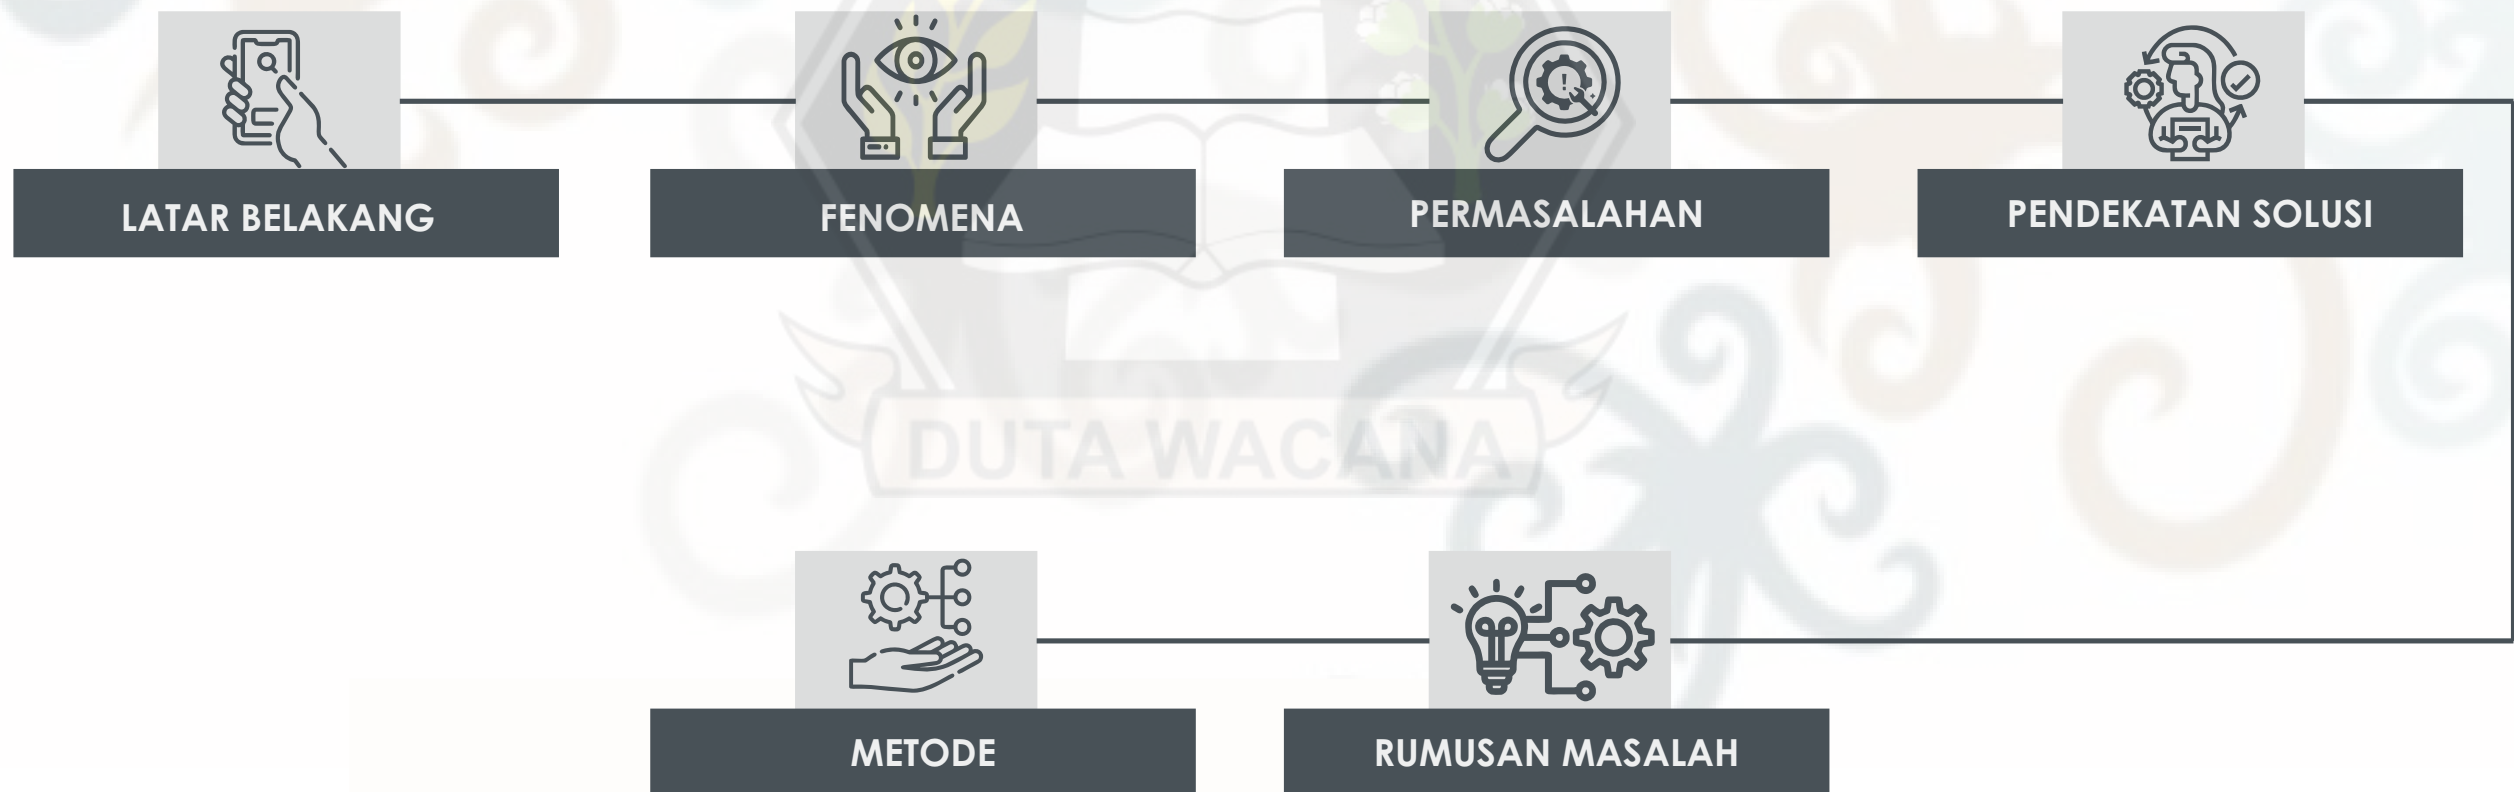 LATAR BELAKANG
FENOMENA
PERMASALAHAN
PENDEKATAN SOLUSI
DUTA WACANA
METODE
RUMUSAN MASALAH